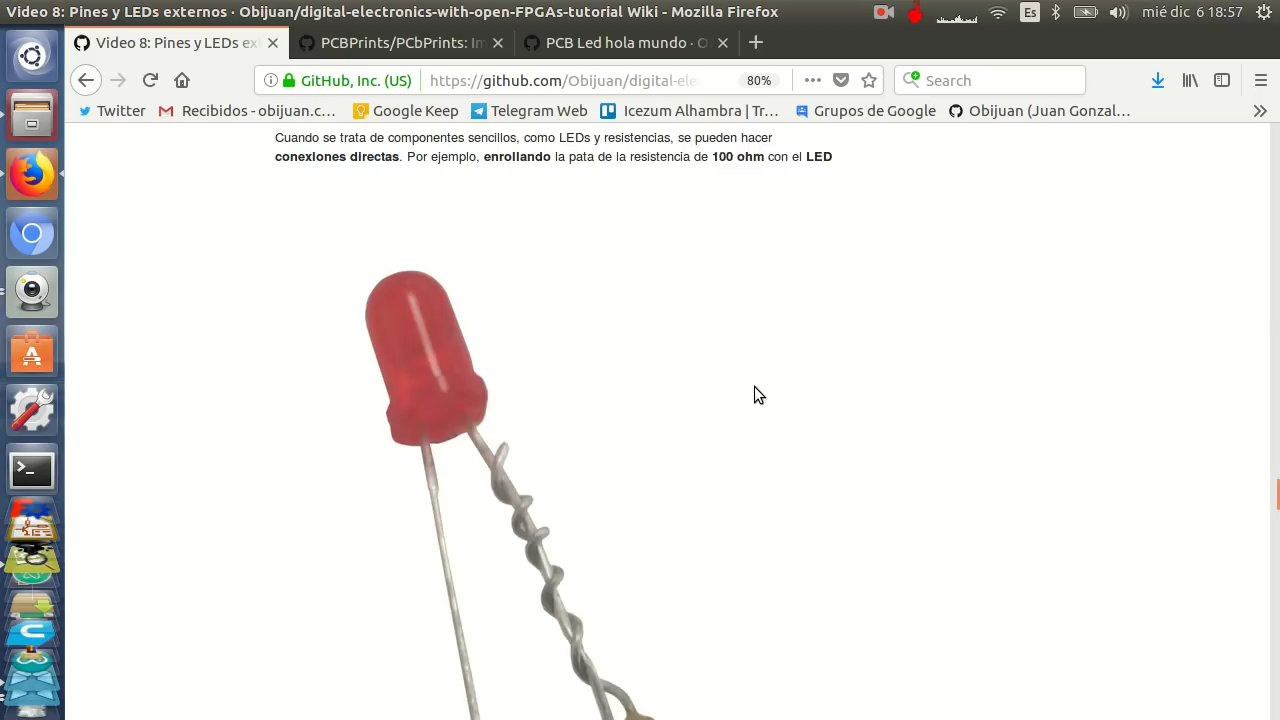 Video 8: Pines y LEDs externos · Obijuan/digital-electronics-with-open-FPGAs-tutorial Wiki - Mozilla Firefox
Es
mié dic 6 18:57
Video 8: Pines y LEDs ex
PCBPrints/PCbPrints: Im
PCB Led hola mundo · O
GitHub, Inc. (US)
https://github.com/Obijuan/digital-ele
80%
Search
Twitter
Recibidos - obijuan.c…
Google Keep
Telegram Web
Icezum Alhambra | Tr…
Grupos de Google
Obijuan (Juan Gonzal…
Cuando se trata de componentes sencillos, como LEDs y resistencias, se pueden hacer
conexiones directas. Por ejemplo, enrollando la pata de la resistencia de 100 ohm con el LED